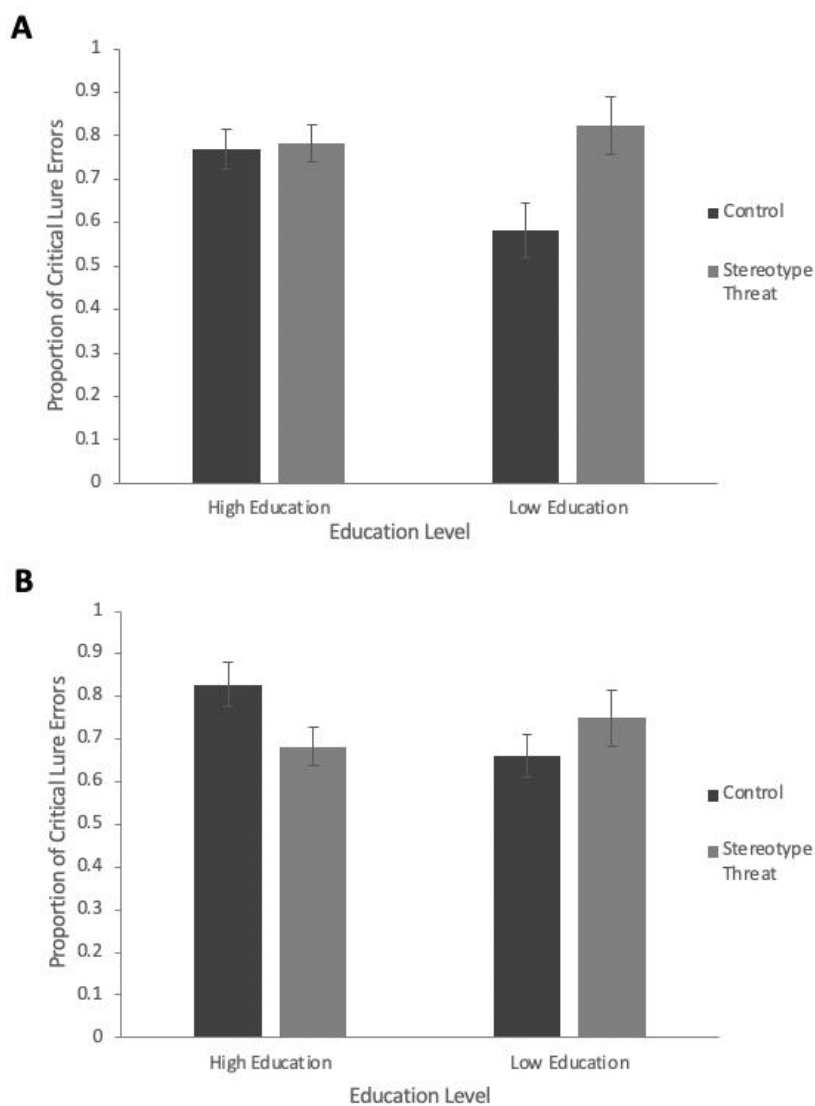 A
1
0.9
0.8
0.7
0.6
0.5
0.4
0.3
0.2
0.1
0
Proportion of Critical Lure Errors
High Education
Low Education
Education Level
Control
Stereotype
Threat
B
1
0.9
0.8
0.7
0.6
0.5
0.4
0.3
0.2
0.1
0
Proportion of Critical Lure Errors
High Education
Low Education
Education Level
Control
Stereotype
Threat